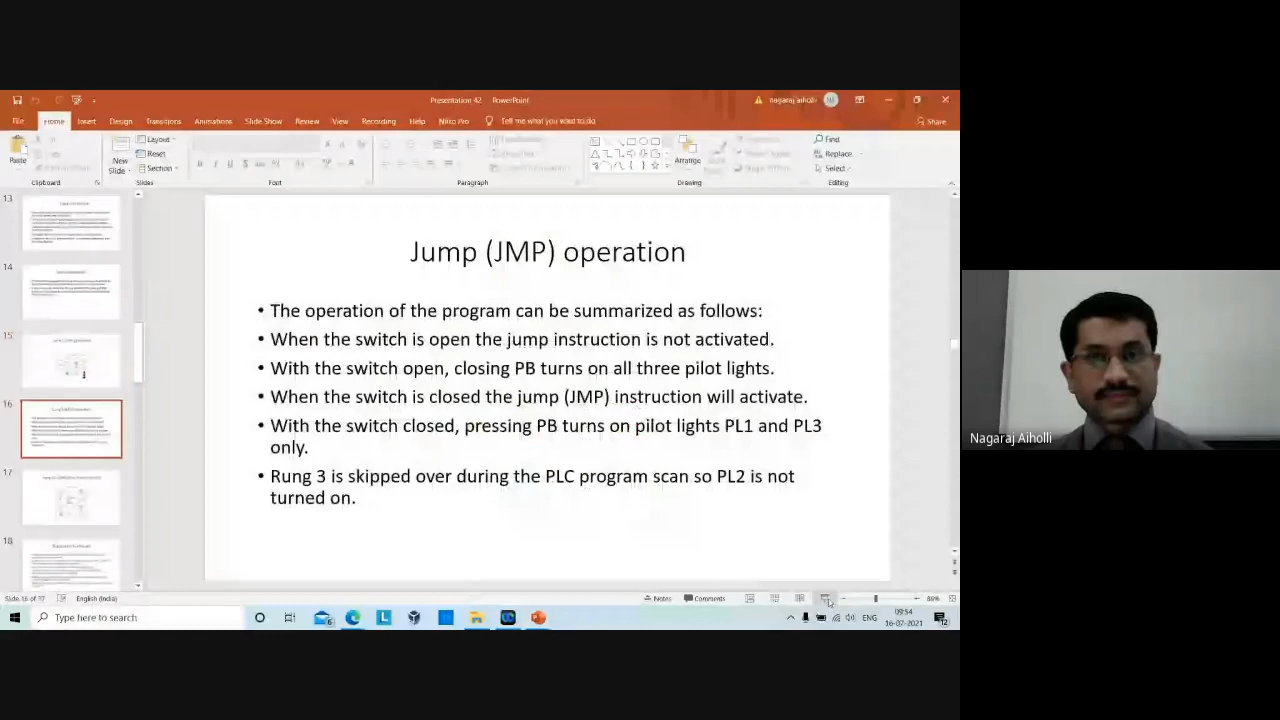 Presentation 42 PowerPoint
nagaraj aiholli
File Home Insert Design Transitions Animations Slide Show Review View Recording Help Nitro Pro Tell me what you want to do Share
Paste
Clipboard
New
Slide
Layout
Reset
Section
Slides
Font
Paragraph
Arrange
Drawing
Find
Replace
Select
Editing
13
14
15
16
17
18
Jump (JMP) operation
• The operation of the program can be summarized as follows:
• When the switch is open the jump instruction is not activated.
• With the switch open, closing PB turns on all three pilot lights.
• When the switch is closed the jump (JMP) instruction will activate.
• With the switch closed, pressing PB turns on pilot lights PL1 and PL3
only.
• Rung 3 is skipped over during the PLC program scan so PL2 is not
turned on.
Nagaraj Aiholli
Slide 16 of 37 English (India) Notes Comments 88%
Type here to search
ENG
09:54
16-07-2021